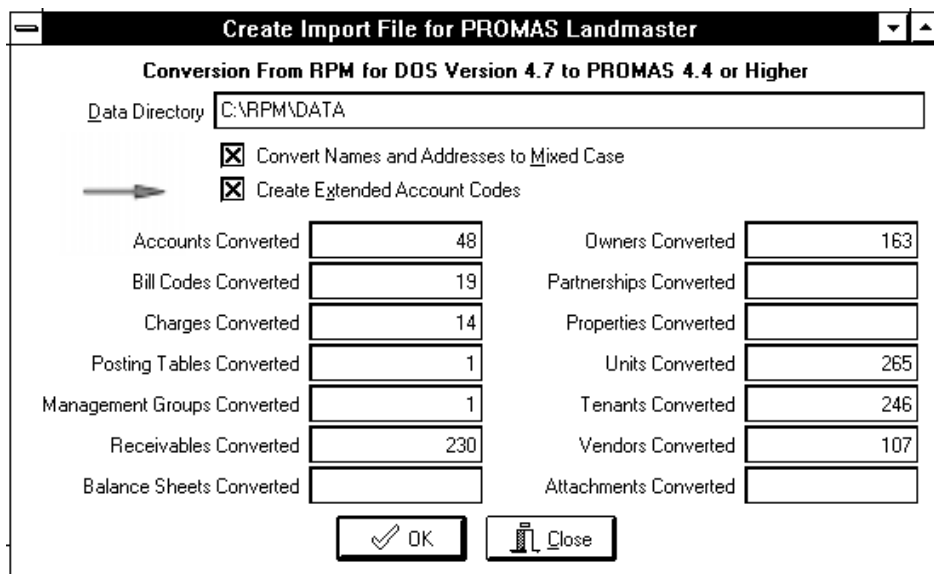 Create Import File for PROMAS Landmaster
Conversion From RPM for DOS Version 4.7 to PROMAS 4.4 or Higher
Data Directory C:\RPM\DATA
Convert Names and Addresses to Mixed Case
Create Extended Account Codes
Accounts Converted 48 Owners Converted 163
Bill Codes Converted 19 Partnerships Converted
Charges Converted 14 Properties Converted
Posting Tables Converted 1 Units Converted 265
Management Groups Converted 1 Tenants Converted 246
Receivables Converted 230 Vendors Converted 107
Balance Sheets Converted Attachments Converted
OK Close